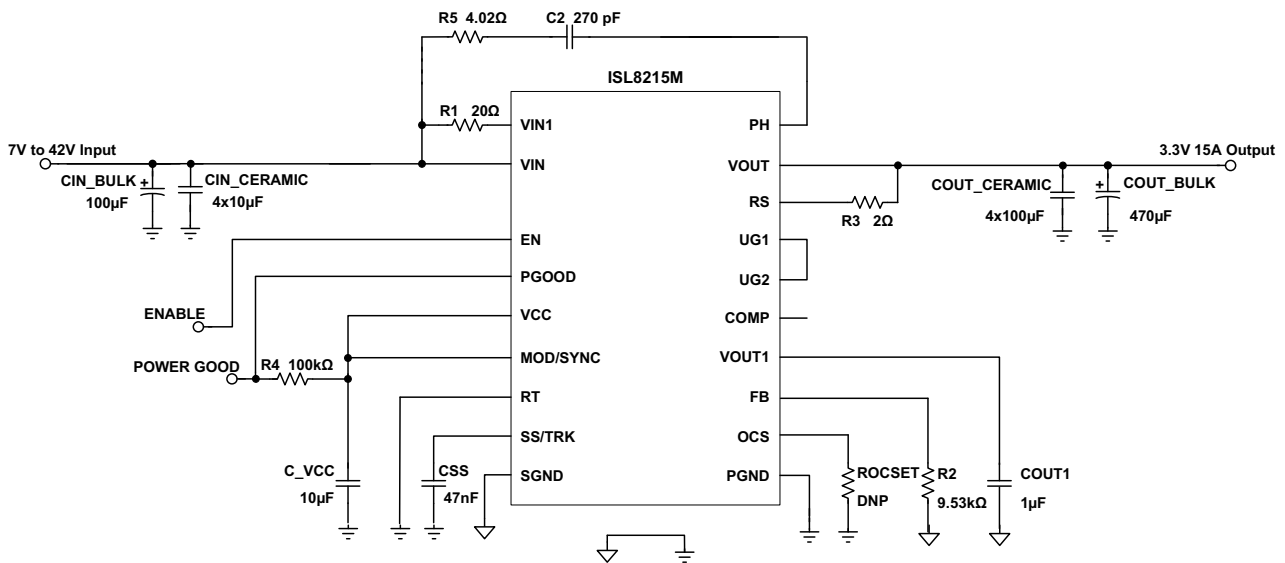 R5 4.02Ω
C2 270 pF
ISL8215M
R1 20Ω
VIN1
PH
7V to 42V Input
VIN
VOUT
3.3V 15A Output
CIN_BULK
+
100µF
CIN_CERAMIC
4x10µF
RS
R3 2Ω
COUT_CERAMIC
4x100µF
+
COUT_BULK
470µF
EN
UG1
PGOOD
UG2
ENABLE
VCC
COMP
POWER GOOD
R4 100kΩ
MOD/SYNC
VOUT1
RT
FB
SS/TRK
OCS
C_VCC
10µF
CSS
47nF
SGND
PGND
ROCSET
DNP
R2
9.53kΩ
COUT1
1µF